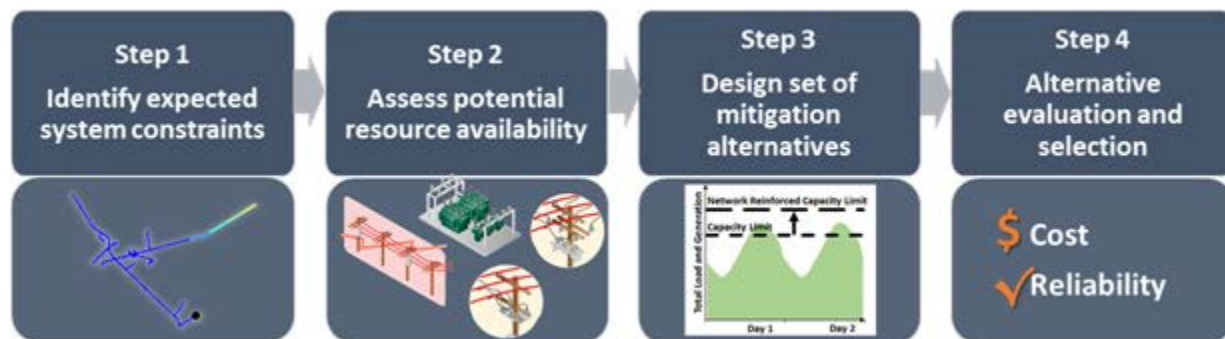 Step 1
Identify expected
system constraints
Step 2
Assess potential
resource availability
Step 3
Design set of
mitigation
alternatives
Step 4
Alternative
evaluation and
selection
Total Load and Generation
Network Reinforced Capacity Limit
Capacity Limit
Day 1
Day 2
$ Cost
Reliability